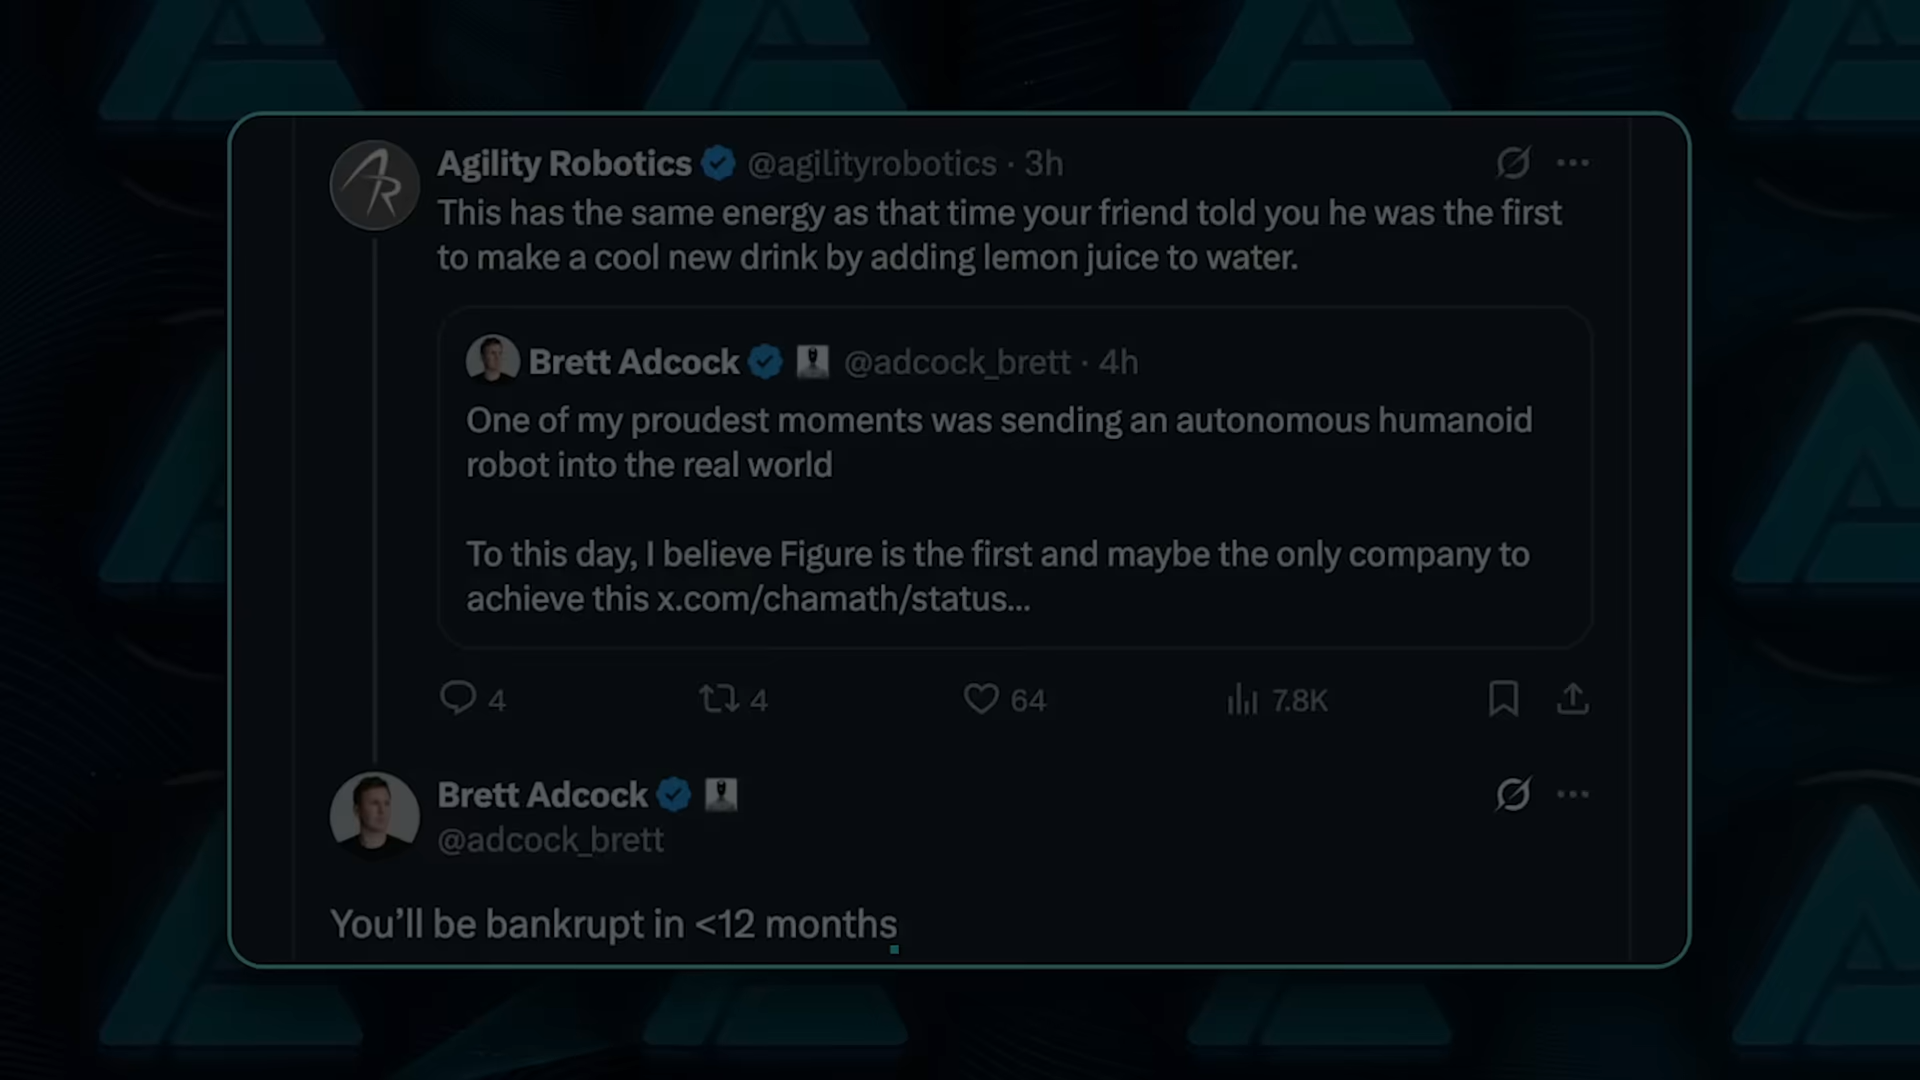 Agility Robotics @agilityrobotics · 3h
This has the same energy as that time your friend told you he was the first
to make a cool new drink by adding lemon juice to water.
Brett Adcock @adcock_brett · 4h
One of my proudest moments was sending an autonomous humanoid
robot into the real world
To this day, I believe Figure is the first and maybe the only company to
achieve this x.com/chamath/status...
4 4 64 7.8K
Brett Adcock
@adcock_brett
You’ll be bankrupt in <12 months